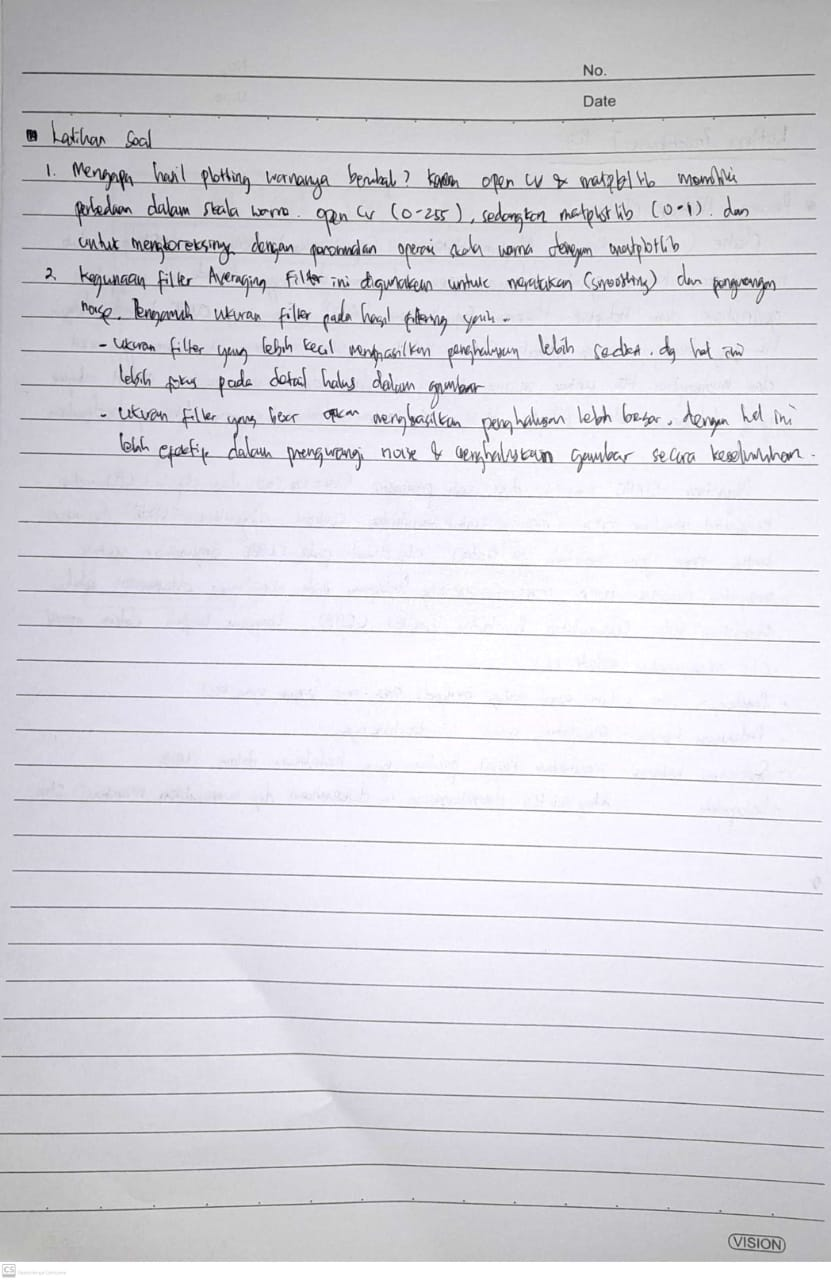 No.
Date
Latihan Soal
1. Mengapa hasil plotting warnanya berubah? Karena open CV & matplotlib memiliki
perbedaan dalam skala warna. open CV (0-255), sedangkan matplotlib (0-1). dan
untuk mengkoreksinya dengan operasi skala warna dengan matplotlib
2. Kegunaan filter Averaging Filter ini digunakan untuk meratakan (smoothing) dan pengurangan
noise. Pengaruh ukuran filter pada hasil filtering yaitu -
- Ukuran filter yang lebih kecil menghasilkan penghalusan lebih sedikit. dg hal ini
lebih fokus pada detail halus dalam gambar
- Ukuran filter yang besar akan menghasilkan penghalusan lebih besar. dengan hal ini
lebih efektif dalam mengurangi noise & menghaluskan gambar secara keseluruhan.
VISION
CS